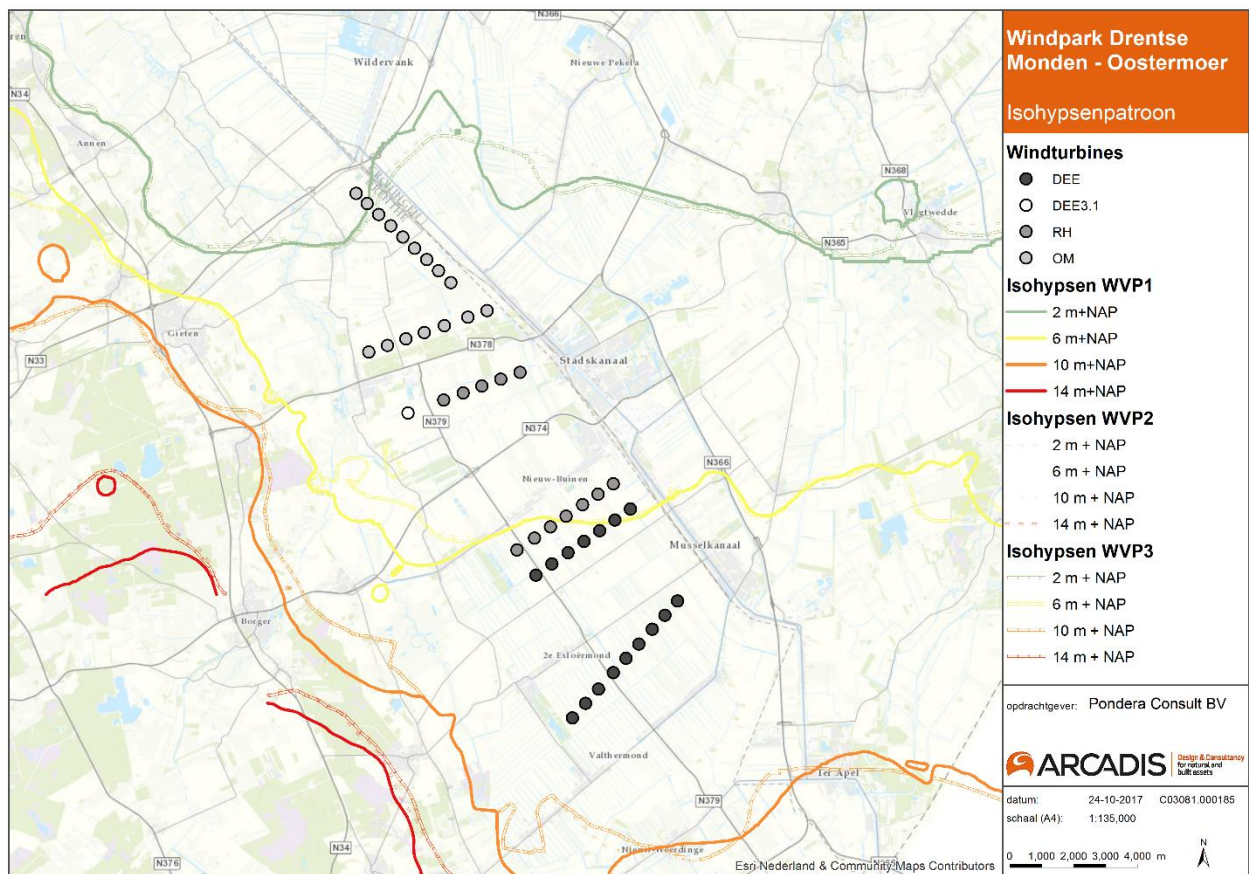 N366
Wildervank
Nieuwe Pekela
N34
Annen
N368
Vlagtwedde
N365
Gieten
N33
N378
Stadskanaal
N379
N374
N366
Nieuw-Buinen
Musselkanaal
Borger
2e Exloërmond
Valthermond
Ter Apel
N379
N376
N34
Esri Nederland & Community Maps Contributors
Windpark Drentse
Monden - Oostermoer
Isohypsenpatroon
Windturbines
DEE
DEE3.1
RH
OM
Isohypsen WVP1
2 m+NAP
6 m+NAP
10 m+NAP
14 m+NAP
Isohypsen WVP2
2 m + NAP
6 m + NAP
10 m + NAP
14 m + NAP
Isohypsen WVP3
2 m + NAP
6 m + NAP
10 m + NAP
14 m + NAP
opdrachtgever: Pondera Consult BV
ARCADIS Design & Consultancy
for natural and
built assets
datum: 24-10-2017 C03081.000185
schaal (A4): 1:135,000
N
0 1,000 2,000 3,000 4,000 m